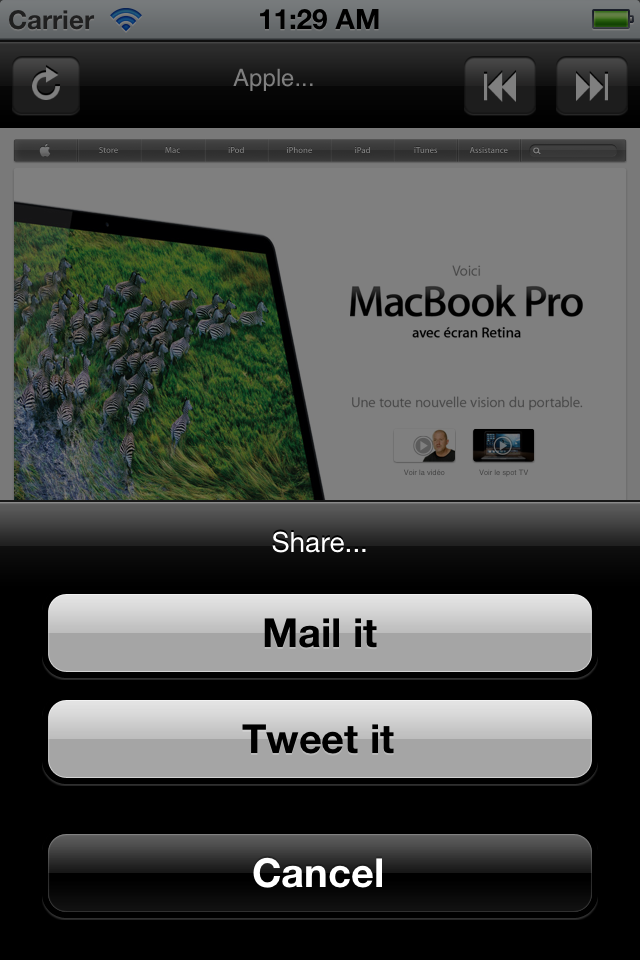 Carrier 11:29 AM
Apple...
Store Mac iPod iPhone iPad iTunes Assistance
Voici
MacBook Pro
avec écran Retina
Une toute nouvelle vision du portable.
Voir la vidéo Voir le spot TV
Share...
Mail it
Tweet it
Cancel